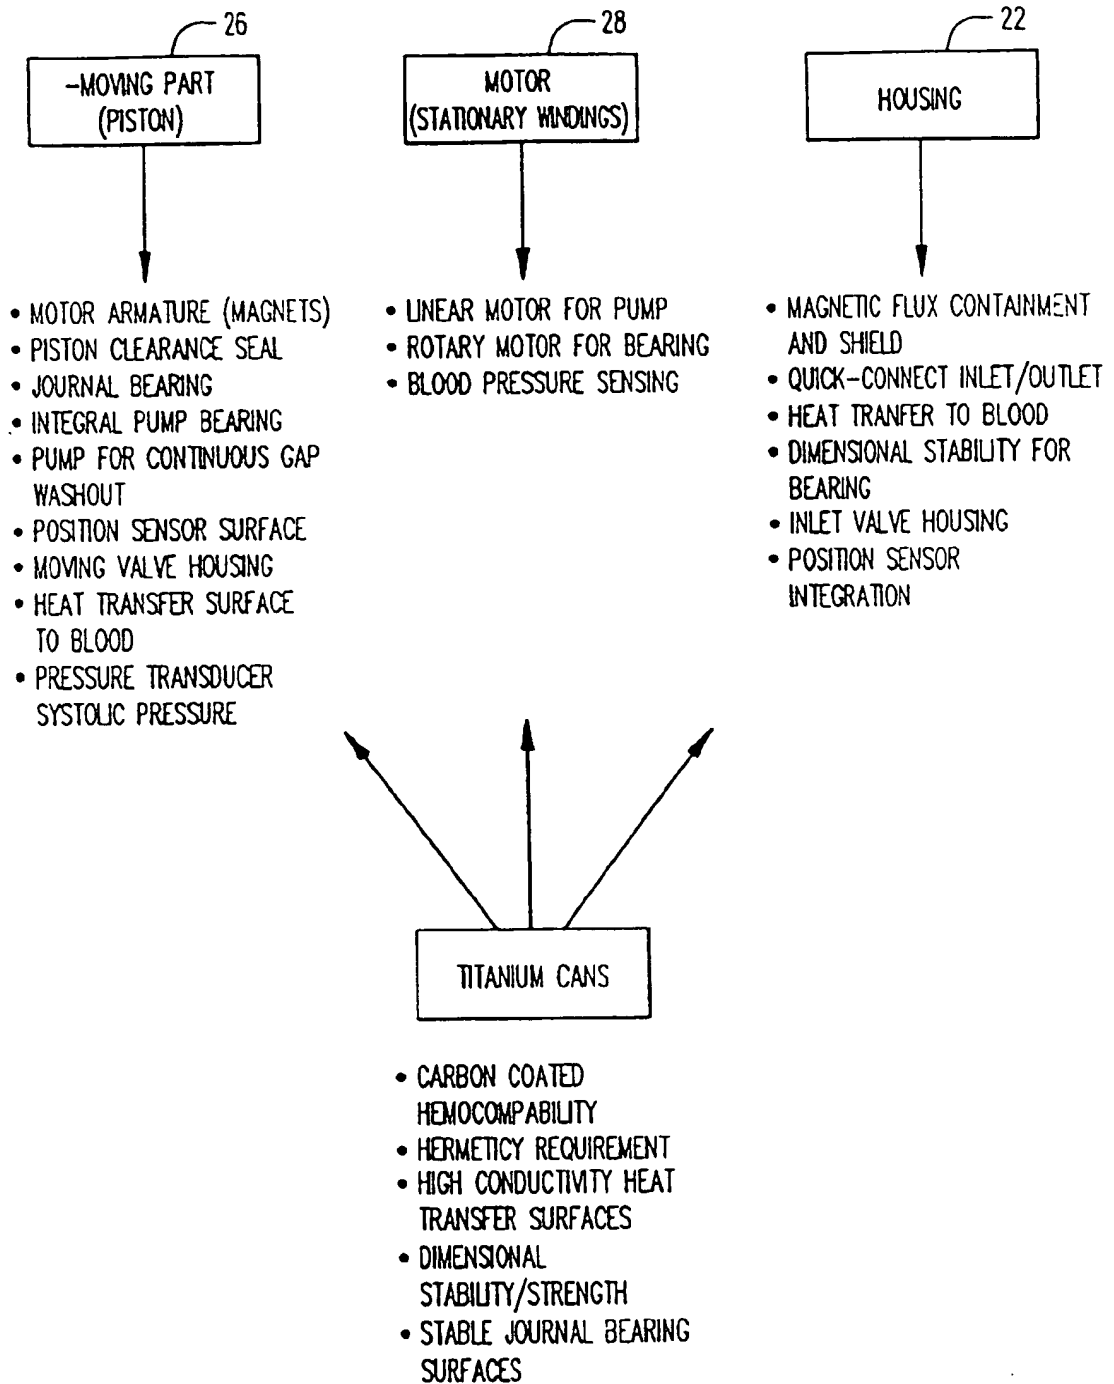 26
-MOVING PART
(PISTON)
• MOTOR ARMATURE (MAGNETS)
• PISTON CLEARANCE SEAL
• JOURNAL BEARING
• INTEGRAL PUMP BEARING
• PUMP FOR CONTINUOUS GAP
WASHOUT
• POSITION SENSOR SURFACE
• MOVING VALVE HOUSING
• HEAT TRANSFER SURFACE
TO BLOOD
• PRESSURE TRANSDUCER
SYSTOLIC PRESSURE
28
MOTOR
(STATIONARY WINDINGS)
• LINEAR MOTOR FOR PUMP
• ROTARY MOTOR FOR BEARING
• BLOOD PRESSURE SENSING
22
HOUSING
• MAGNETIC FLUX CONTAINMENT
AND SHIELD
• QUICK-CONNECT INLET/OUTLET
• HEAT TRANFER TO BLOOD
• DIMENSIONAL STABILITY FOR
BEARING
• INLET VALVE HOUSING
• POSITION SENSOR
INTEGRATION
TITANIUM CANS
• CARBON COATED
HEMOCOMPABILITY
• HERMETICY REQUIREMENT
• HIGH CONDUCTIVITY HEAT
TRANSFER SURFACES
• DIMENSIONAL
STABILITY/STRENGTH
• STABLE JOURNAL BEARING
SURFACES